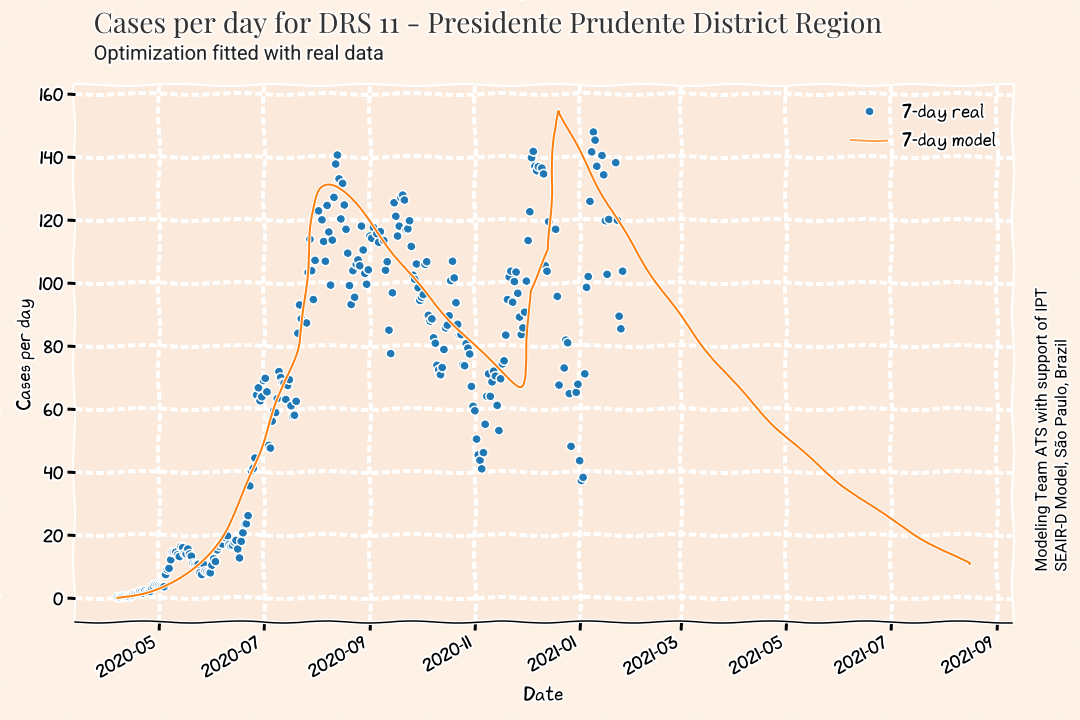 Cases per day for DRS 11 - Presidente Prudente District Region
Optimization fitted with real data
7-day real
7-day model
Cases per day
160
140
120
100
80
60
40
20
0
2020-05
2020-07
2020-09
2020-11
2021-01
2021-03
2021-05
2021-07
2021-09
Date
Modeling Team ATS with support of IPT
SEAIR-D Model, São Paulo, Brazil